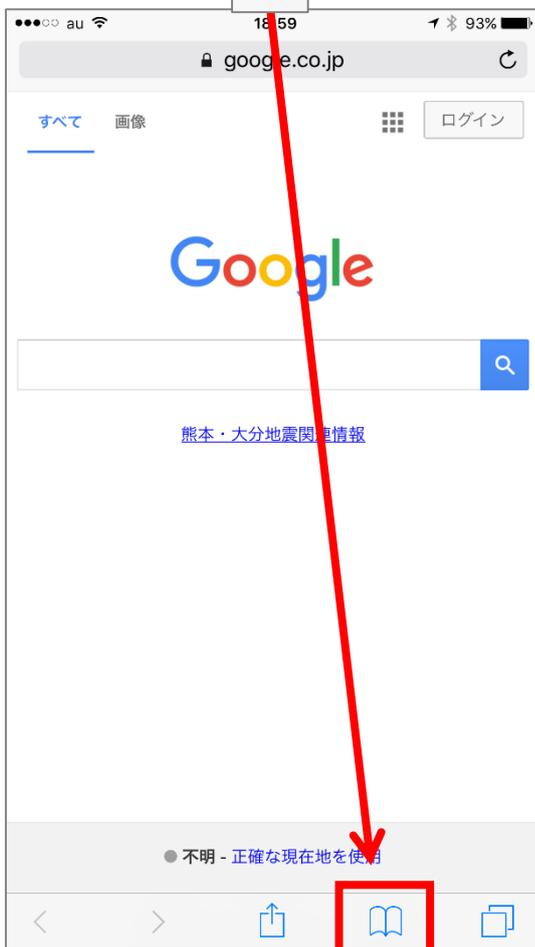 au 18:59 93%
google.co.jp
すべて 画像 ログイン
Google
熊本・大分地震関連情報
不明 - 正確な現在地を使用